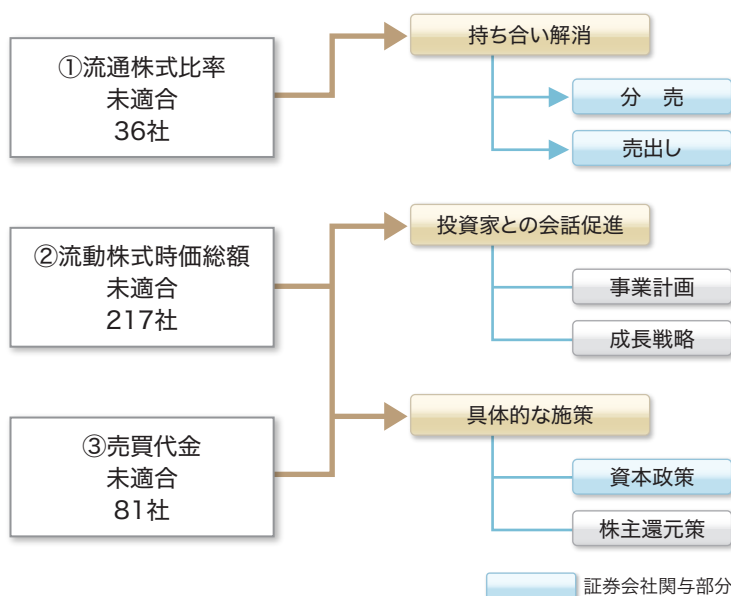 ①流通株式比率
未適合
36社
持ち合い解消
分　売
売出し
②流動株式時価総額
未適合
217社
投資家との会話促進
事業計画
成長戦略
③売買代金
未適合
81社
具体的な施策
資本政策
株主還元策
証券会社関与部分